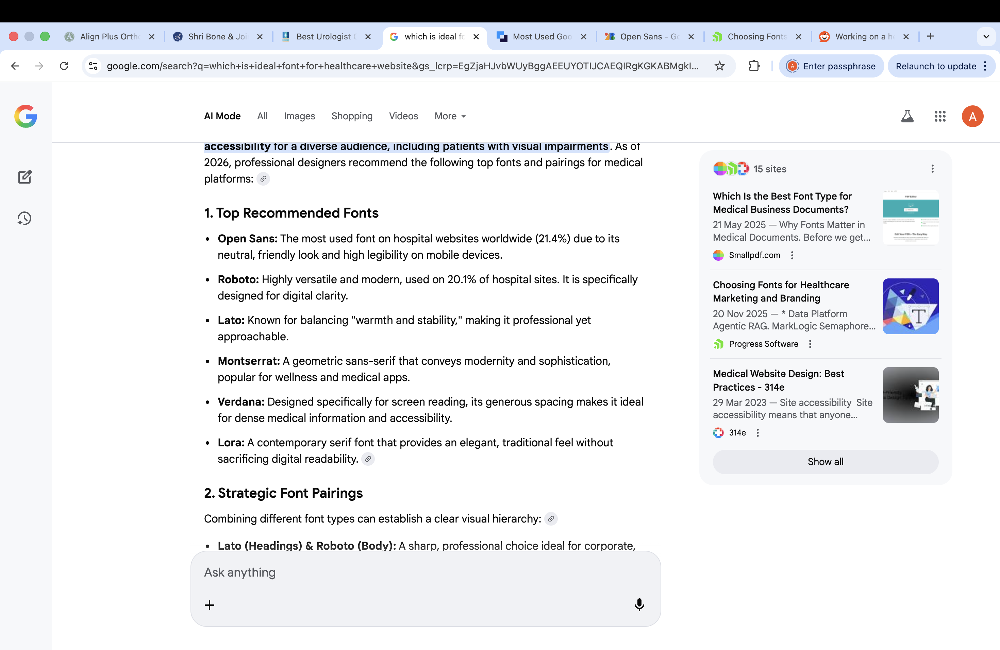 Align Plus Ortho
Shri Bone & Joi
Best Urologist
which is ideal fo
Most Used Goo
Open Sans - Go
Choosing Fonts
Working on a he
google.com/search?q=which+is+ideal+font+for+healthcare+website&gs_lcrp=EgZjaHJvbWUyBggAEEUYOTIJCAEQIRgKGKABMgkI...
A
Enter passphrase
Relaunch to update
AI Mode
All
Images
Shopping
Videos
More
A
accessibility for a diverse audience, including patients with visual impairments. As of
2026, professional designers recommend the following top fonts and pairings for medical
platforms:
1. Top Recommended Fonts
• Open Sans: The most used font on hospital websites worldwide (21.4%) due to its
neutral, friendly look and high legibility on mobile devices.
• Roboto: Highly versatile and modern, used on 20.1% of hospital sites. It is specifically
designed for digital clarity.
• Lato: Known for balancing "warmth and stability," making it professional yet
approachable.
• Montserrat: A geometric sans-serif that conveys modernity and sophistication,
popular for wellness and medical apps.
• Verdana: Designed specifically for screen reading, its generous spacing makes it ideal
for dense medical information and accessibility.
• Lora: A contemporary serif font that provides an elegant, traditional feel without
sacrificing digital readability.
2. Strategic Font Pairings
Combining different font types can establish a clear visual hierarchy:
• Lato (Headings) & Roboto (Body): A sharp, professional choice ideal for corporate,
Ask anything
15 sites
Which Is the Best Font Type for
Medical Business Documents?
21 May 2025 — Why Fonts Matter in
Medical Documents. Before we get...
Smallpdf.com
Choosing Fonts for Healthcare
Marketing and Branding
20 Nov 2025 — * Data Platform
Agentic RAG. MarkLogic Semaphore...
Progress Software
Medical Website Design: Best
Practices - 314e
29 Mar 2023 — Site accessibility Site
accessibility means that anyone...
314e
Show all